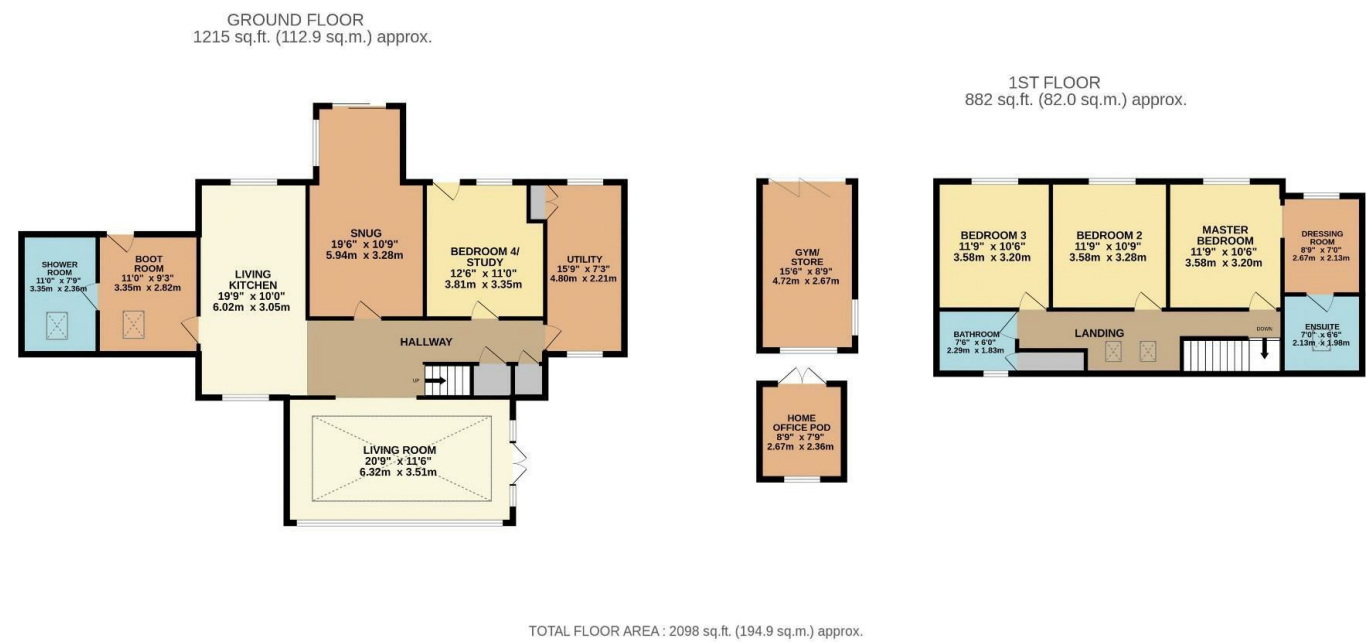 GROUND FLOOR
1215 sq.ft. (112.9 sq.m.) approx.
1ST FLOOR
882 sq.ft. (82.0 sq.m.) approx.
SHOWER
ROOM
11'0" x 7'9"
3.35m x 2.36m
BOOT
ROOM
11'0" x 9'3"
3.35m x 2.82m
LIVING
KITCHEN
19'9" x 10'0"
6.02m x 3.05m
SNUG
19'6" x 10'9"
5.94m x 3.28m
BEDROOM 4/
STUDY
12'6" x 11'0"
3.81m x 3.35m
UTILITY
15'9" x 7'3"
4.80m x 2.21m
HALLWAY
UP
LIVING ROOM
20'9" x 11'6"
6.32m x 3.51m
GYM/
STORE
15'6" x 8'9"
4.72m x 2.67m
HOME
OFFICE POD
8'9" x 7'9"
2.67m x 2.36m
BEDROOM 3
11'9" x 10'6"
3.58m x 3.20m
BEDROOM 2
11'9" x 10'9"
3.58m x 3.28m
MASTER
BEDROOM
11'9" x 10'6"
3.58m x 3.20m
DRESSING
ROOM
8'9" x 7'0"
2.67m x 2.13m
BATHROOM
7'6" x 6'0"
2.29m x 1.83m
LANDING
DOWN
ENSUITE
7'0" x 6'6"
2.13m x 1.98m
TOTAL FLOOR AREA : 2098 sq.ft. (194.9 sq.m.) approx.